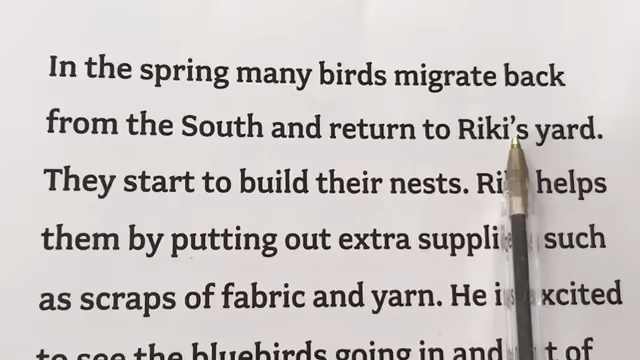 In the spring many birds migrate back
from the South and return to Riki's yard.
They start to build their nests. helps
them by putting out extra such
as scraps of fabric and yarn. He
to see the bluebirds going in and of